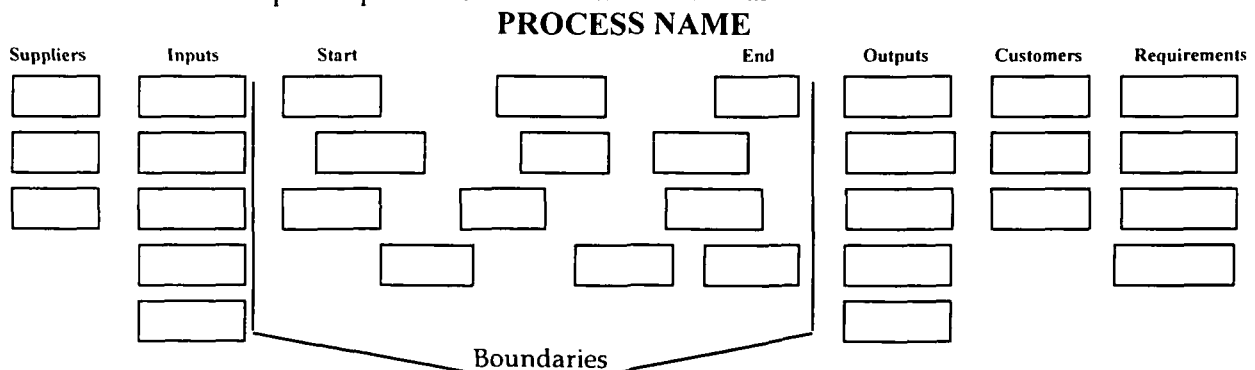 PROCESS NAME
Suppliers Inputs Start End Outputs Customers Requirements
Boundaries